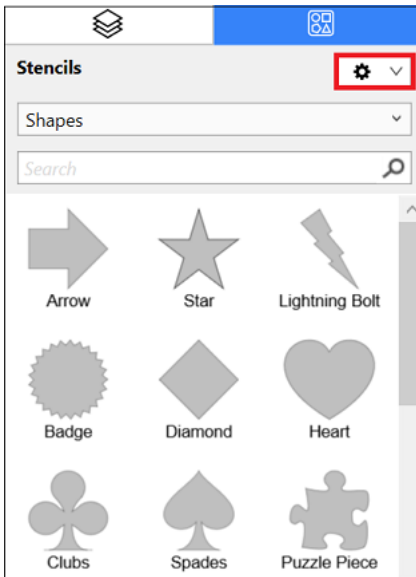 Stencils
Shapes
Search
Arrow Star Lightning Bolt
Badge Diamond Heart
Clubs Spades Puzzle Piece